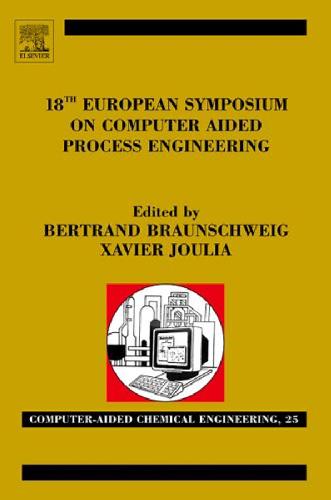 ELSEVIER
18TH EUROPEAN SYMPOSIUM
ON COMPUTER AIDED
PROCESS ENGINEERING
Edited by
BERTRAND BRAUNSCHWEIG
XAVIER JOULIA
COMPUTER-AIDED CHEMICAL ENGINEERING, 25